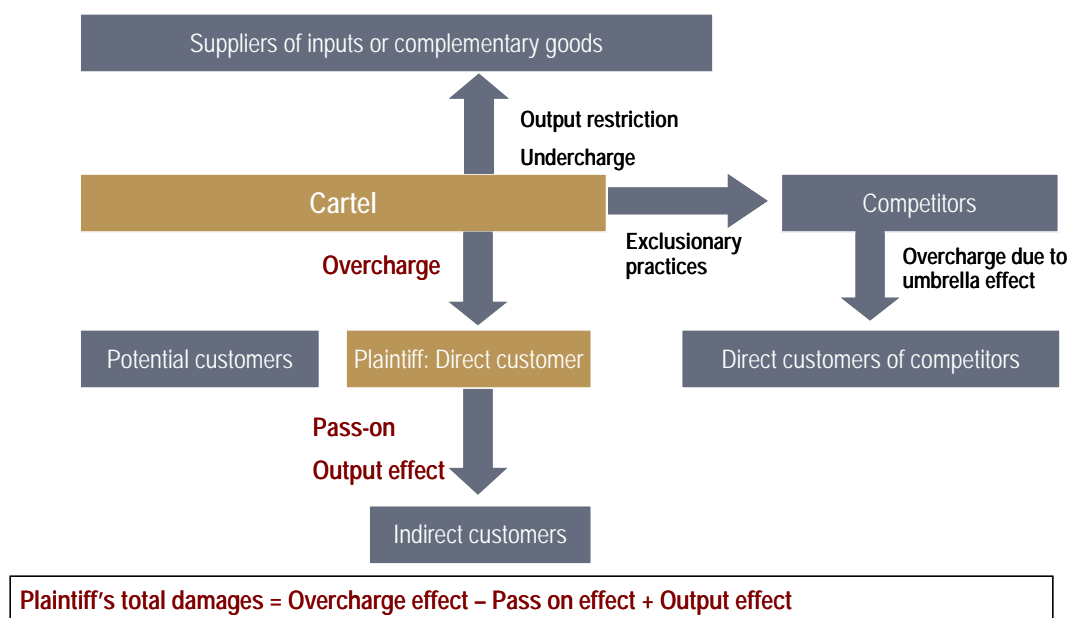 Suppliers of inputs or complementary goods
Output restriction
Undercharge
Cartel
Competitors
Exclusionary
practices
Overcharge
Overcharge due to
umbrella effect
Potential customers
Plaintiff: Direct customer
Direct customers of competitors
Pass-on
Output effect
Indirect customers
Plaintiff's total damages = Overcharge effect – Pass on effect + Output effect